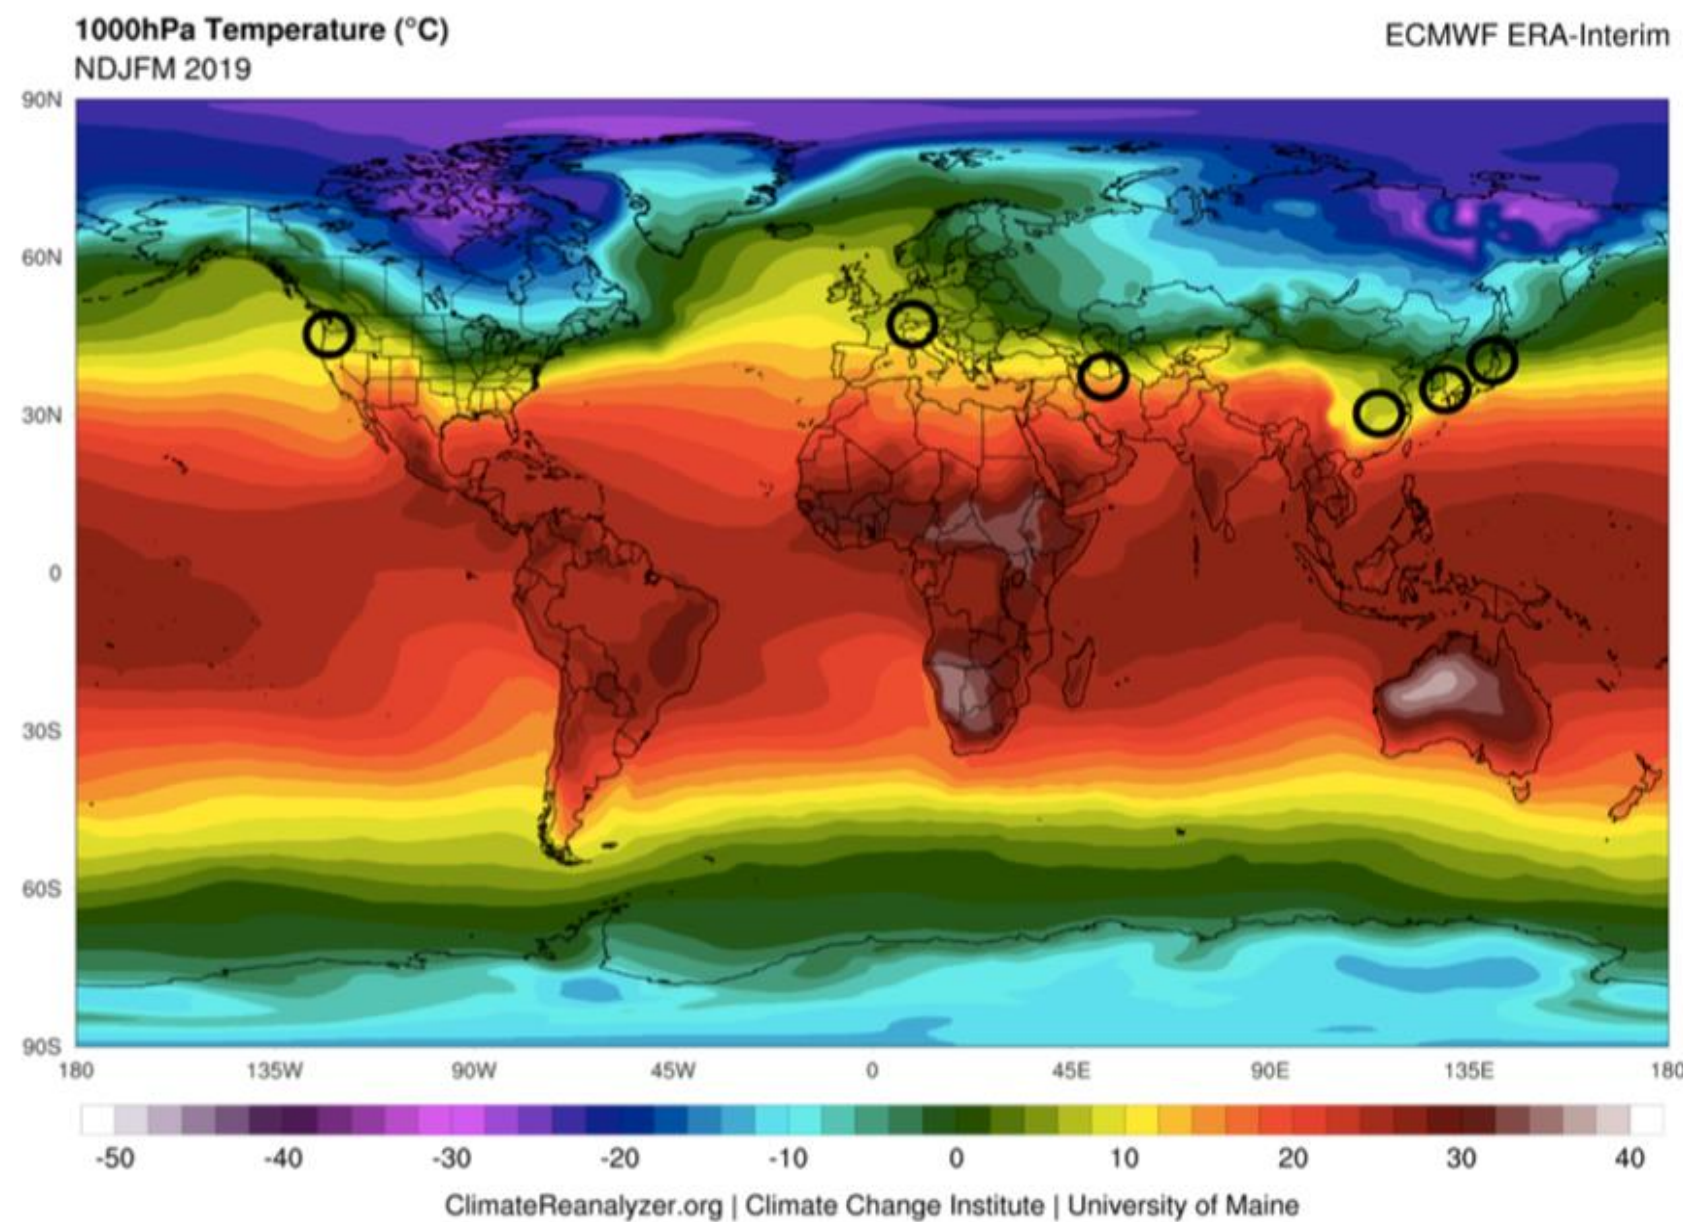 1000hPa Temperature (°C)
ECMWF ERA-Interim
NDJFM 2019
90N
60N
30N
0
30S
60S
90S
180 135W 90W 45W 0 45E 90E 135E 180
-50 -40 -30 -20 -10 0 10 20 30 40
ClimateReanalyzer.org | Climate Change Institute | University of Maine